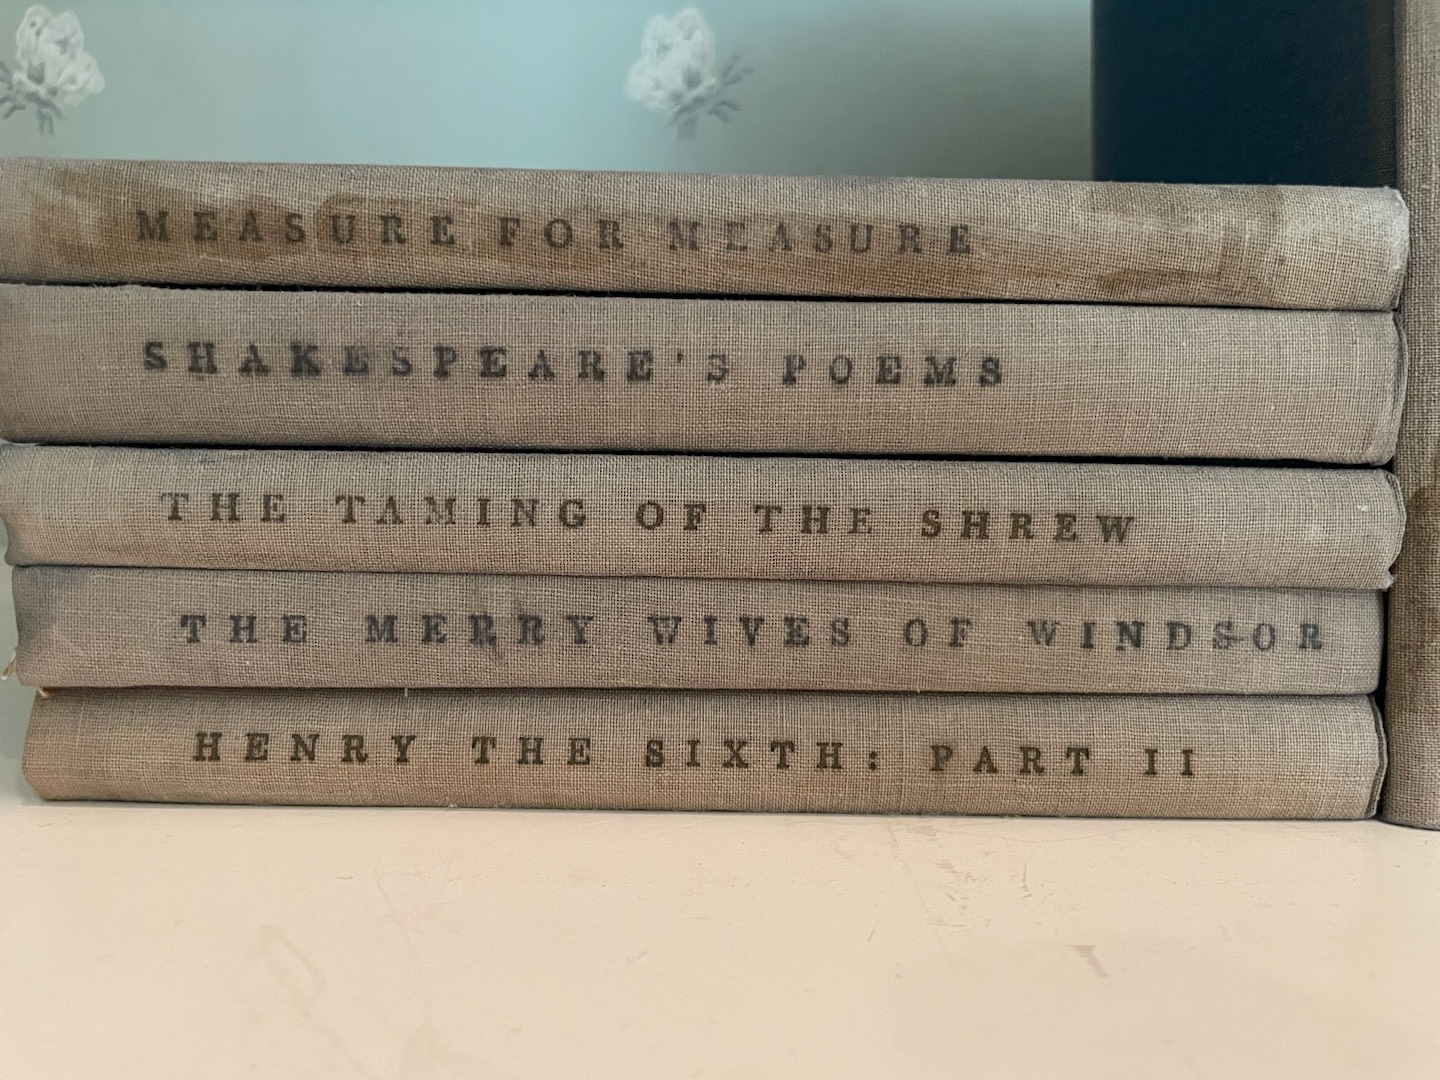 MEASURE FOR MEASURE
SHAKESPEARE'S POEMS
THE TAMING OF THE SHREW
THE MERRY WIVES OF WINDSOR
HENRY THE SIXTH: PART II